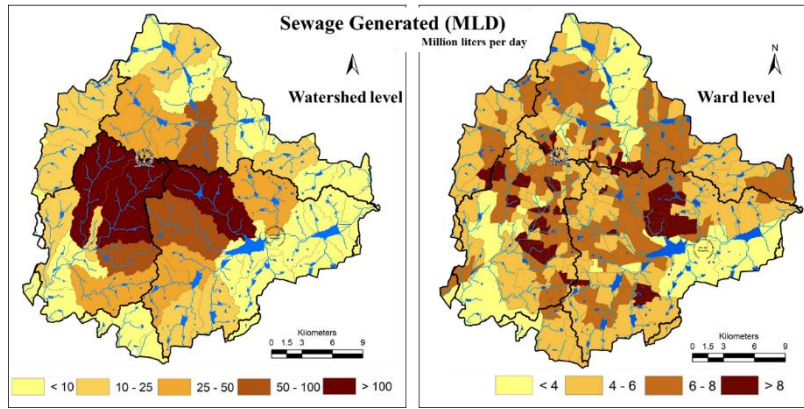 Sewage Generated (MLD)
Million liters per day
Watershed level
Kilometers
0 1.5 3 6 9
< 10 10 - 25 25 - 50 50 - 100 > 100
N
Ward level
Kilometers
0 1.5 3 6 9
< 4 4 - 6 6 - 8 > 8